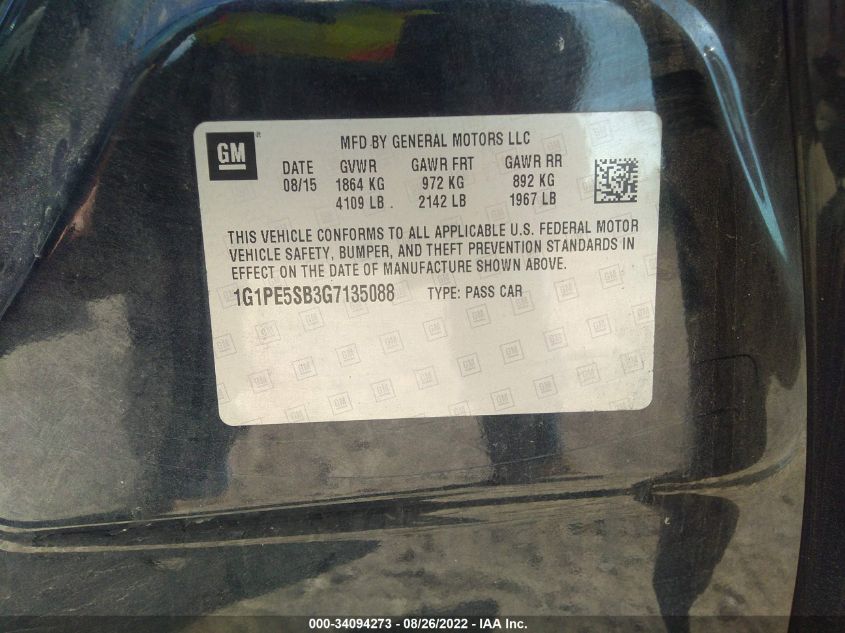 GM
MFD BY GENERAL MOTORS LLC
DATE GVWR GAWR FRT GAWR RR
08/15 1864 KG 972 KG 892 KG
4109 LB 2142 LB 1967 LB
THIS VEHICLE CONFORMS TO ALL APPLICABLE U.S. FEDERAL MOTOR
VEHICLE SAFETY, BUMPER, AND THEFT PREVENTION STANDARDS IN
EFFECT ON THE DATE OF MANUFACTURE SHOWN ABOVE.
1G1PE5SB3G7135088 TYPE: PASS CAR
000-34094273 - 08/26/2022 - IAA Inc.